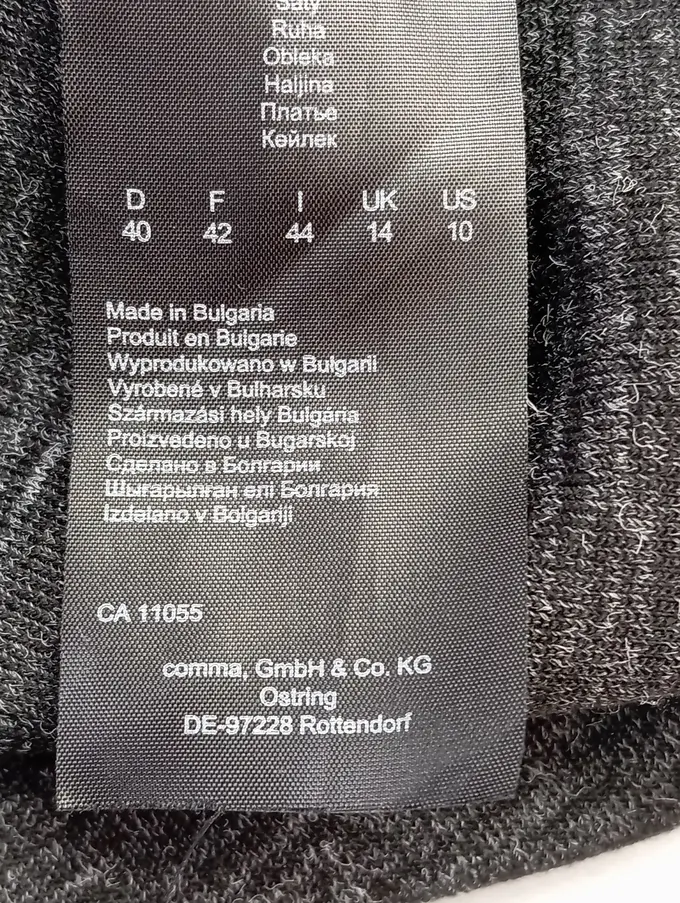 Šaty
Ruha
Obleka
Haljina
Платье
Көйлек
D F I UK US
40 42 44 14 10
Made in Bulgaria
Produit en Bulgarie
Wyprodukowano w Bułgarii
Vyrobené v Bulharsku
Származási hely Bulgaria
Proizvedeno u Bugarskoj
Сделано в Болгарии
Шығарылған елі Болгария
Izdelano v Bolgariji
CA 11055
comma, GmbH & Co. KG
Ostring
DE-97228 Rottendorf